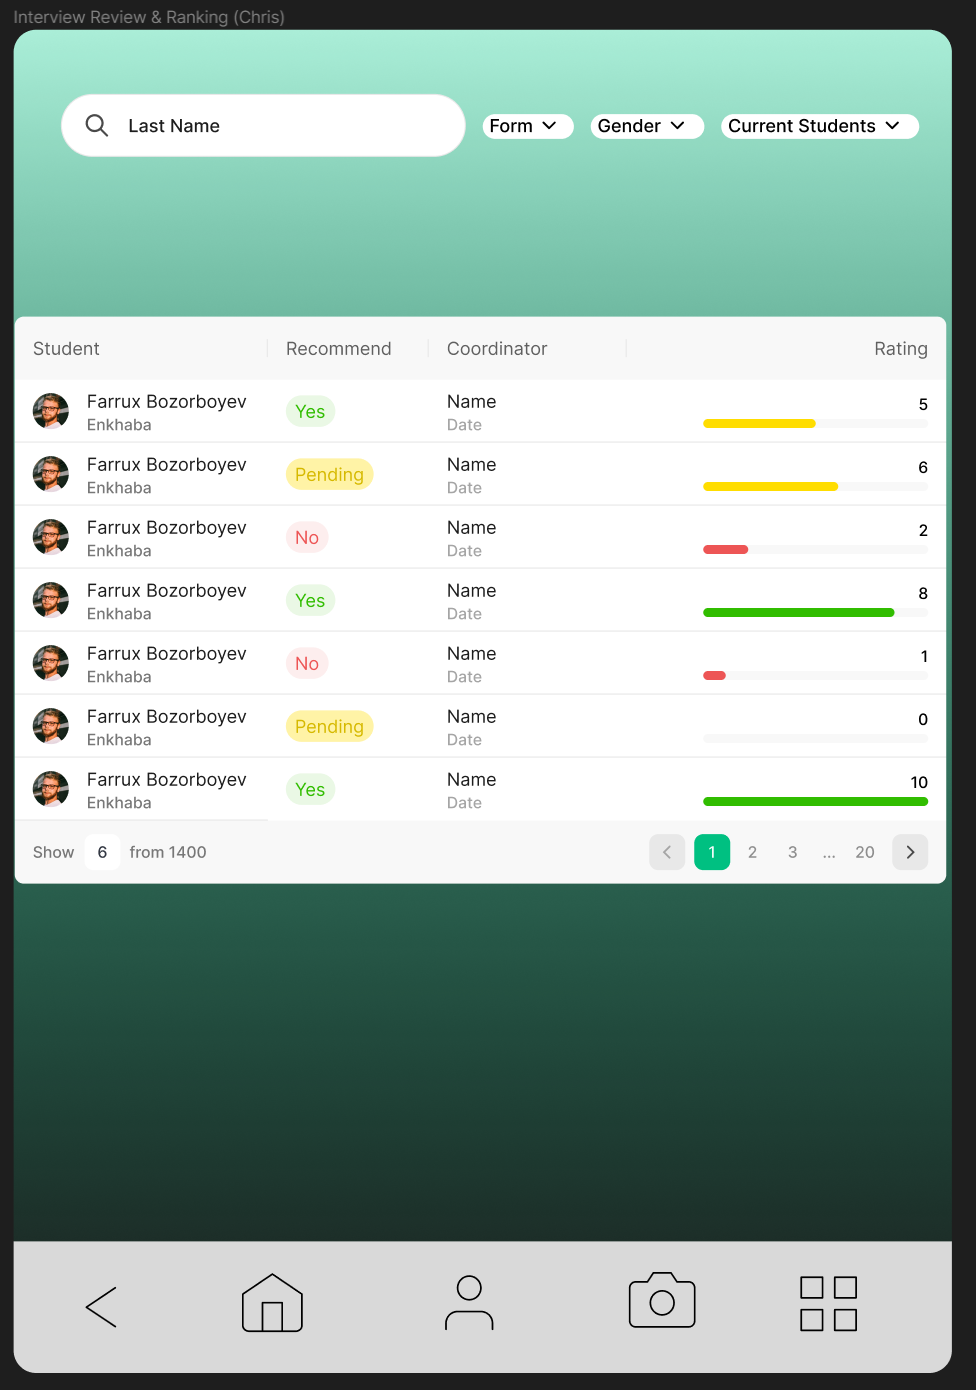 Interview Review & Ranking (Chris)
Last Name
Form
Gender
Current Students
Student Recommend Coordinator Rating
Farrux Bozorboyev Yes Name 5
Enkhaba Date
Farrux Bozorboyev Pending Name 6
Enkhaba Date
Farrux Bozorboyev No Name 2
Enkhaba Date
Farrux Bozorboyev Yes Name 8
Enkhaba Date
Farrux Bozorboyev No Name 1
Enkhaba Date
Farrux Bozorboyev Pending Name 0
Enkhaba Date
Farrux Bozorboyev Yes Name 10
Enkhaba Date
Show 6 from 1400 1 2 3 ... 20